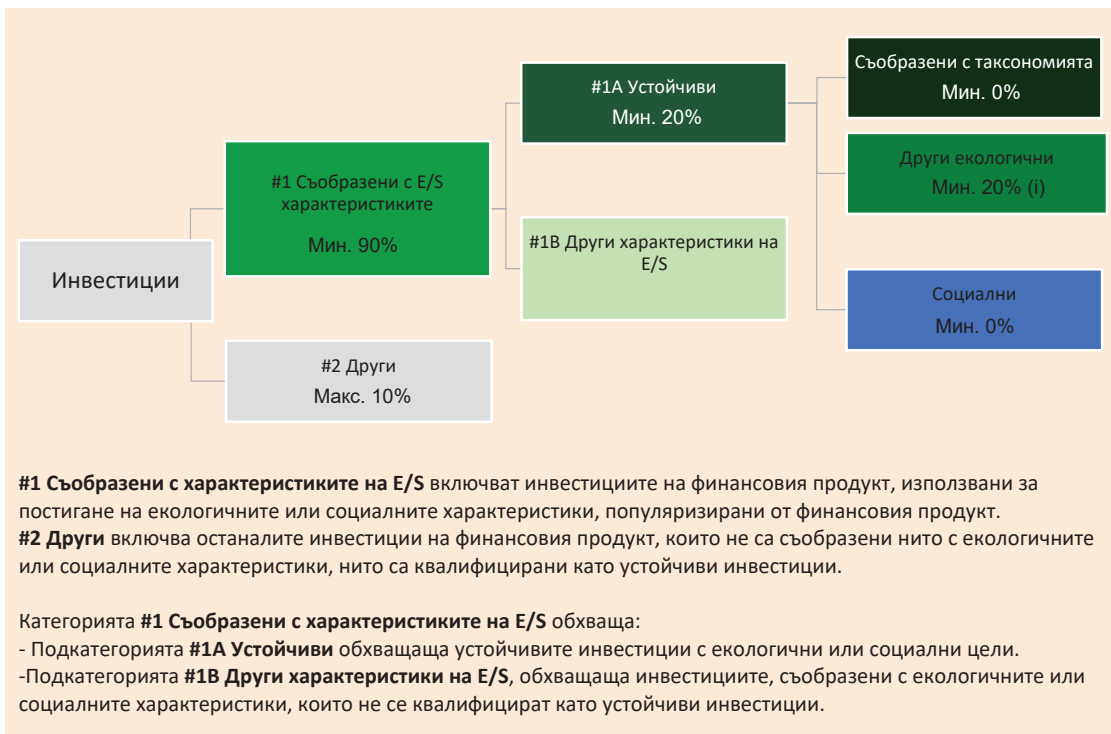 Инвестиции
#1 Съобразени с E/S
характеристиките
Мин. 90%
#2 Други
Макс. 10%
#1А Устойчиви
Мин. 20%
#1В Други характеристики на
E/S
Съобразени с таксономията
Мин. 0%
Други екологични
Мин. 20% (i)
Социални
Мин. 0%
#1 Съобразени с характеристиките на E/S включват инвестициите на финансовия продукт, използвани за
постигане на екологичните или социалните характеристики, популяризирани от финансовия продукт.
#2 Други включва останалите инвестиции на финансовия продукт, които не са съобразени нито с екологичните
или социалните характеристики, нито са квалифицирани като устойчиви инвестиции.
Категорията #1 Съобразени с характеристиките на E/S обхваща:
- Подкатегорията #1А Устойчиви обхващаща устойчивите инвестиции с екологични или социални цели.
-Подкатегорията #1В Други характеристики на E/S, обхващаща инвестициите, съобразени с екологичните или
социалните характеристики, които не се квалифицират като устойчиви инвестиции.